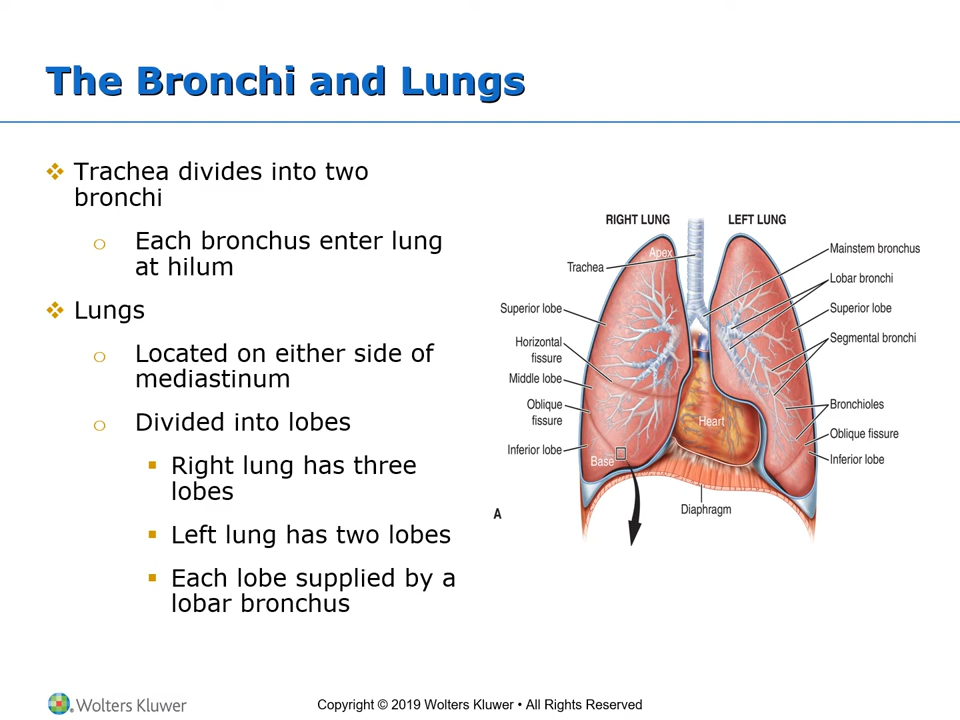 The Bronchi and Lungs
Trachea divides into two
bronchi
Each bronchus enter lung
at hilum
Lungs
Located on either side of
mediastinum
Divided into lobes
Right lung has three
lobes
Left lung has two lobes
Each lobe supplied by a
lobar bronchus
RIGHT LUNG
LEFT LUNG
Apex
Trachea
Superior lobe
Horizontal
fissure
Middle lobe
Oblique
fissure
Inferior lobe
Base
Heart
Mainstem bronchus
Lobar bronchi
Superior lobe
Segmental bronchi
Bronchioles
Oblique fissure
Inferior lobe
Diaphragm
A
Wolters Kluwer
Copyright © 2019 Wolters Kluwer • All Rights Reserved